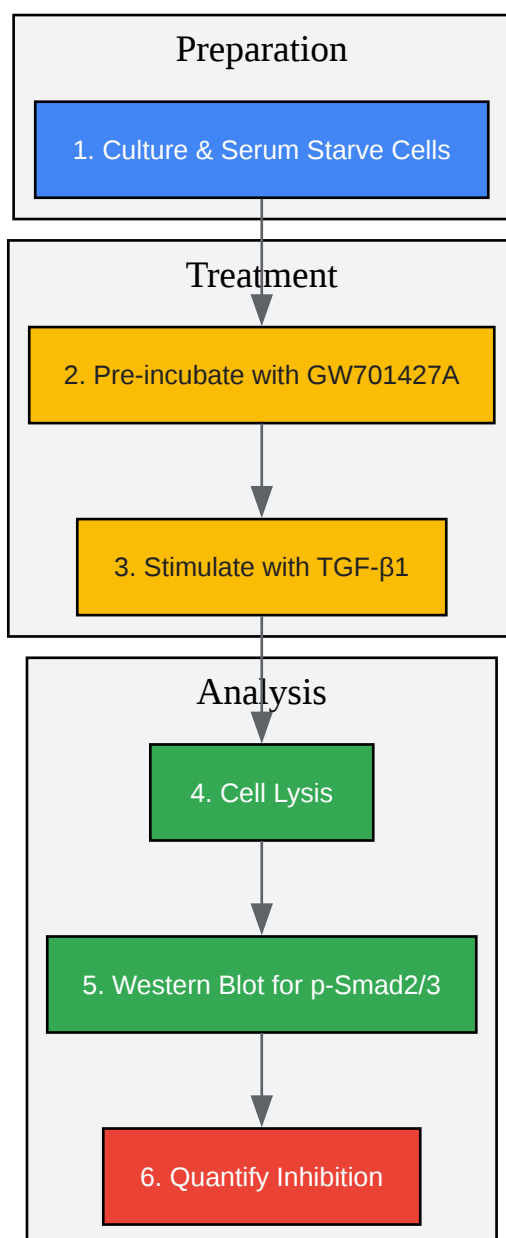 Preparation
1. Culture & Serum Starve Cells
Treatment
2. Pre-incubate with GW701427A
3. Stimulate with TGF-β1
Analysis
4. Cell Lysis
5. Western Blot for p-Smad2/3
6. Quantify Inhibition